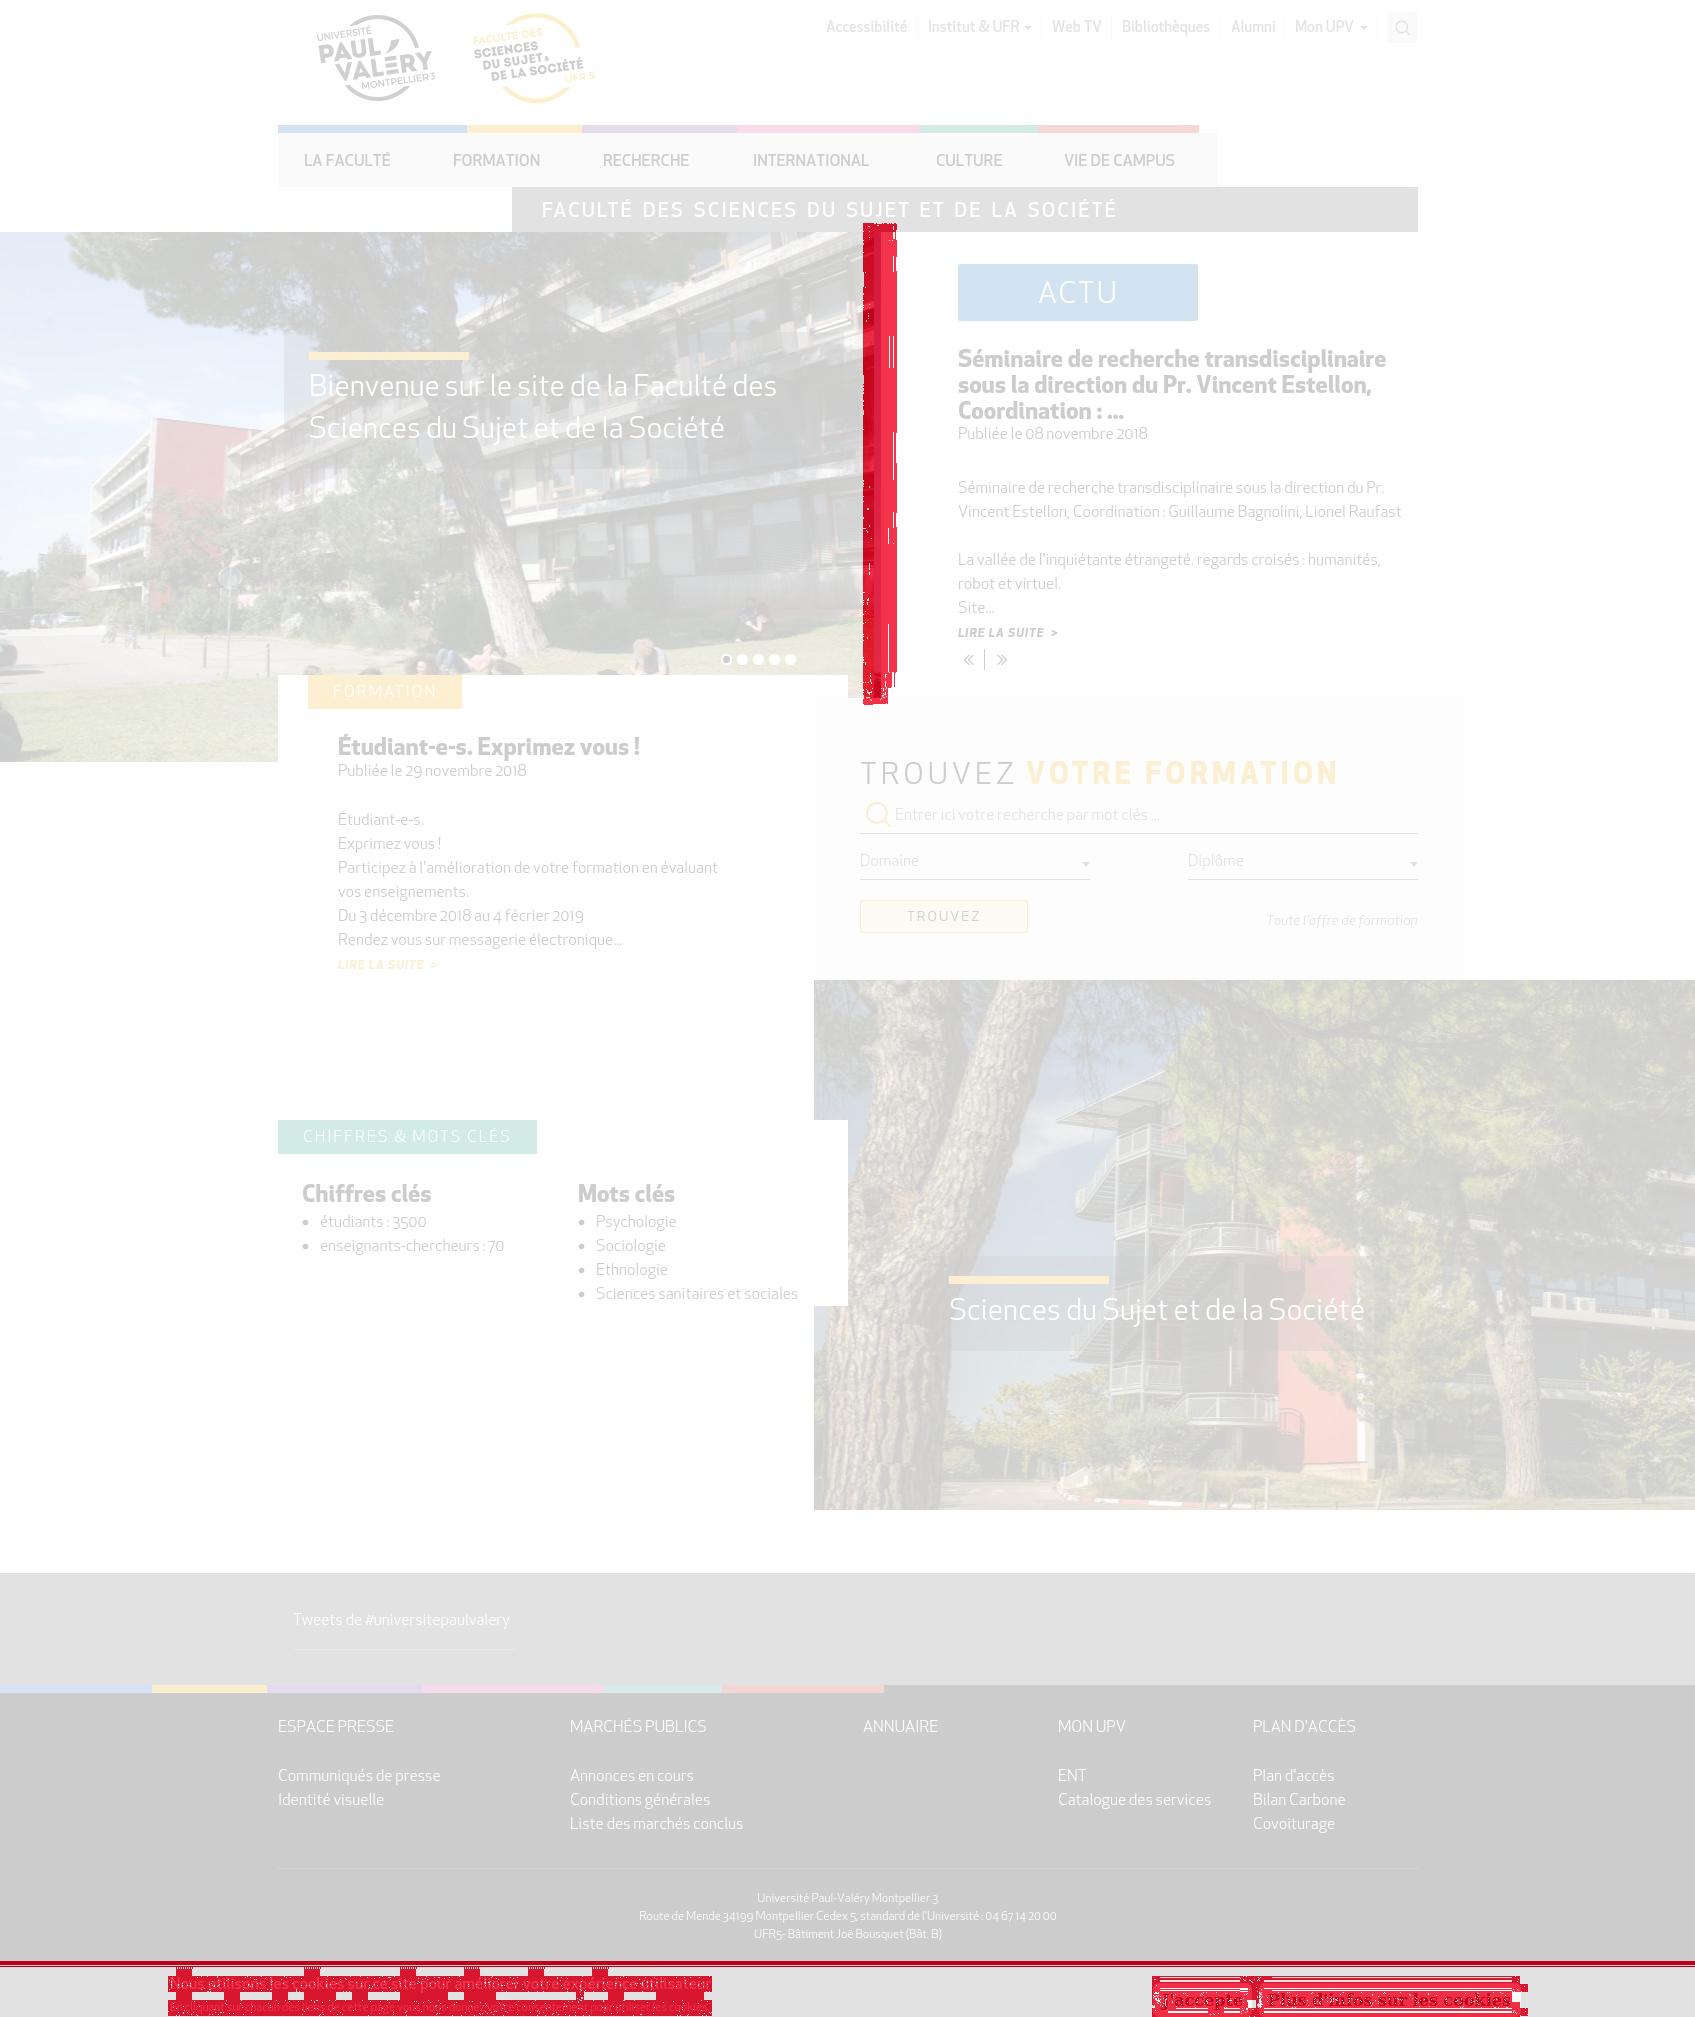 UNIVERSITÉ
PAUL
VALÉRY
MONTPELLIER 3
FACULTÉ DES
SCIENCES
DU SUJET &
DE LA SOCIÉTÉ
UFR 5
Accessibilité
Institut & UFR
Web TV
Bibliothèques
Alumni
Mon UPV
LA FACULTÉ
FORMATION
RECHERCHE
INTERNATIONAL
CULTURE
VIE DE CAMPUS
FACULTÉ DES SCIENCES DU SUJET ET DE LA SOCIÉTÉ
Bienvenue sur le site de la Faculté des
Sciences du Sujet et de la Société
ACTU
Séminaire de recherche transdisciplinaire
sous la direction du Pr. Vincent Estellon,
Coordination : ...
Publiée le 08 novembre 2018
Séminaire de recherche transdisciplinaire sous la direction du Pr.
Vincent Estellon, Coordination : Guillaume Bagnolini, Lionel Raufast
La vallée de l'inquiétante étrangeté. regards croisés : humanités,
robot et virtuel.
Site...
LIRE LA SUITE >
« | »
FORMATION
Étudiant-e-s. Exprimez vous !
Publiée le 29 novembre 2018
Étudiant-e-s.
Exprimez vous !
Participez à l'amélioration de votre formation en évaluant
vos enseignements.
Du 3 décembre 2018 au 4 février 2019
Rendez vous sur messagerie électronique...
LIRE LA SUITE >
TROUVEZ VOTRE FORMATION
Entrer ici votre recherche par mot clés ...
Domaine
Diplôme
TROUVEZ
Toute l'offre de formation
CHIFFRES & MOTS CLÉS
Chiffres clés
étudiants : 3500
enseignants-chercheurs : 70
Mots clés
Psychologie
Sociologie
Ethnologie
Sciences sanitaires et sociales
Sciences du Sujet et de la Société
Tweets de #universitepaulvalery
ESPACE PRESSE
Communiqués de presse
Identité visuelle
MARCHÉS PUBLICS
Annonces en cours
Conditions générales
Liste des marchés conclus
ANNUAIRE
MON UPV
ENT
Catalogue des services
PLAN D'ACCÈS
Plan d'accès
Bilan Carbone
Covoiturage
Université Paul-Valéry Montpellier 3
Route de Mende 34199 Montpellier Cedex 5, standard de l'Université : 04 67 14 20 00
UFR5- Bâtiment Joë Bousquet (Bât. B)
Nous utilisons les cookies sur ce site pour améliorer votre expérience utilisateur
J'accepte
Plus d'infos sur les cookies